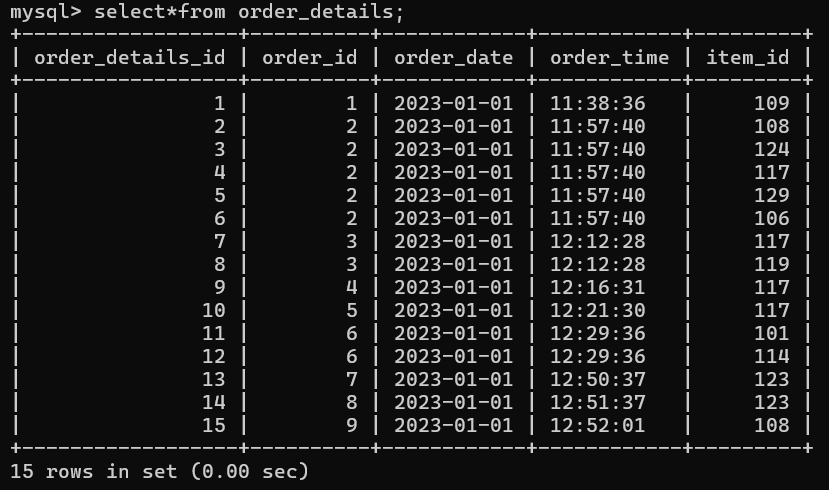 mysql> select*from order_details;
+------------------+----------+------------+------------+---------+
| order_details_id | order_id | order_date | order_time | item_id |
+------------------+----------+------------+------------+---------+
|                1 |        1 | 2023-01-01 | 11:38:36   |     109 |
|                2 |        2 | 2023-01-01 | 11:57:40   |     108 |
|                3 |        2 | 2023-01-01 | 11:57:40   |     124 |
|                4 |        2 | 2023-01-01 | 11:57:40   |     117 |
|                5 |        2 | 2023-01-01 | 11:57:40   |     129 |
|                6 |        2 | 2023-01-01 | 11:57:40   |     106 |
|                7 |        3 | 2023-01-01 | 12:12:28   |     117 |
|                8 |        3 | 2023-01-01 | 12:12:28   |     119 |
|                9 |        4 | 2023-01-01 | 12:16:31   |     117 |
|               10 |        5 | 2023-01-01 | 12:21:30   |     117 |
|               11 |        6 | 2023-01-01 | 12:29:36   |     101 |
|               12 |        6 | 2023-01-01 | 12:29:36   |     114 |
|               13 |        7 | 2023-01-01 | 12:50:37   |     123 |
|               14 |        8 | 2023-01-01 | 12:51:37   |     123 |
|               15 |        9 | 2023-01-01 | 12:52:01   |     108 |
+------------------+----------+------------+------------+---------+
15 rows in set (0.00 sec)